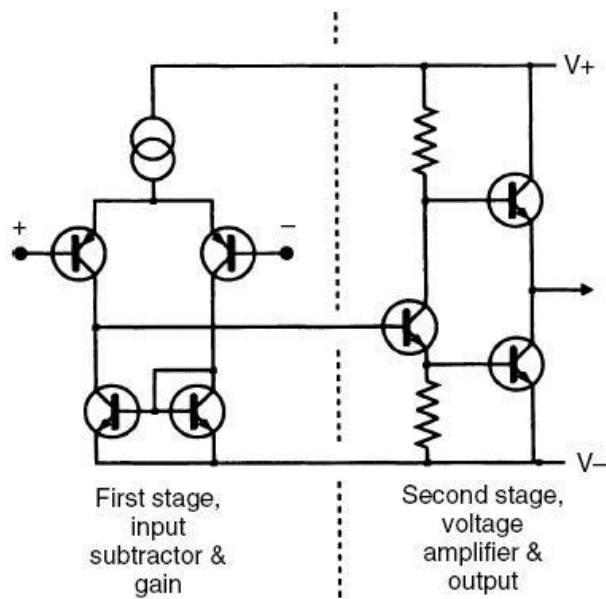 V+
+
−
V−
First stage,
input
subtractor &
gain
Second stage,
voltage
amplifier &
output